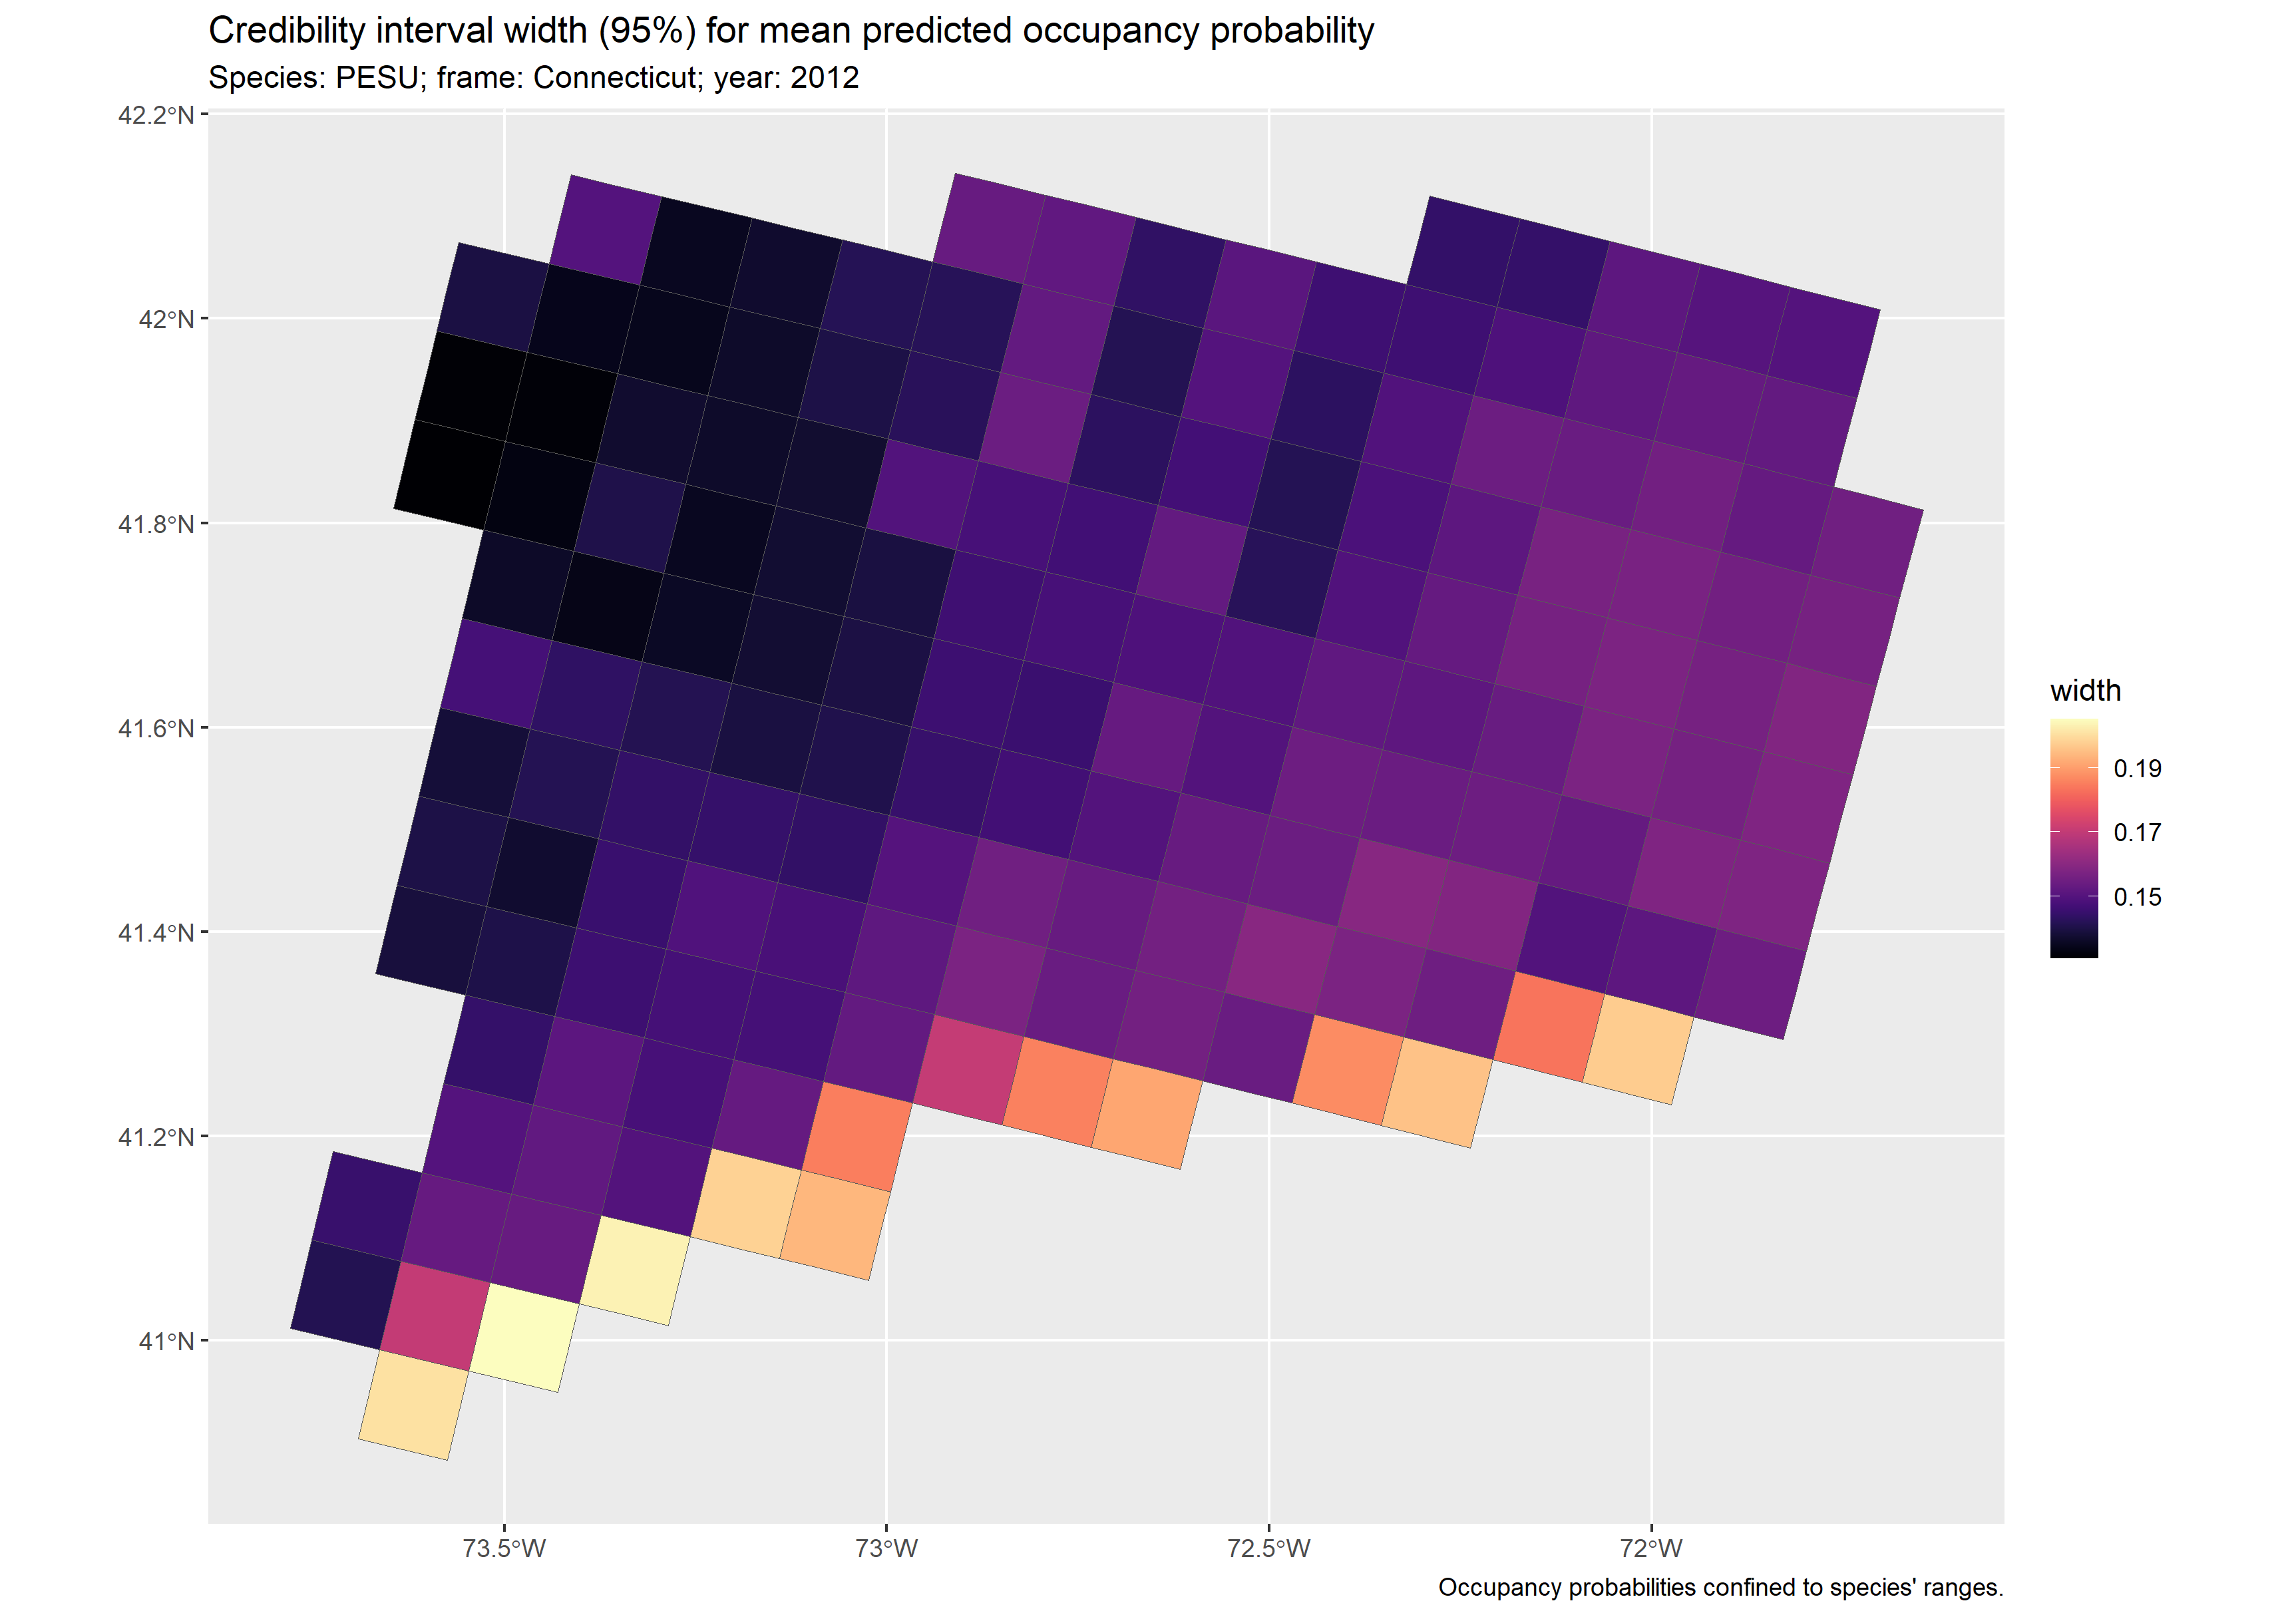 Credibility interval width (95%) for mean predicted occupancy probability
Species: PESU; frame: Connecticut; year: 2012
42.2°N
42°N
41.8°N
41.6°N
41.4°N
41.2°N
41°N
73.5°W
73°W
72.5°W
72°W
width
0.19
0.17
0.15
Occupancy probabilities confined to species' ranges.